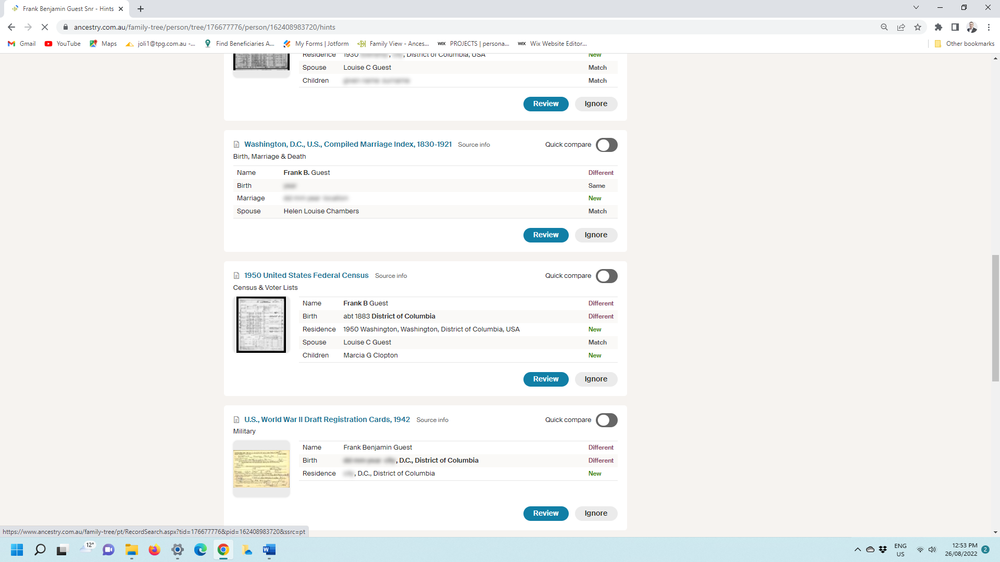 Frank Benjamin Guest Snr - Hints
ancestry.com.au/family-tree/person/tree/176677776/person/162408983720/hints
Gmail YouTube Maps joli1@tpg.com.au -... Find Beneficiaries A... My Forms | Jotform Family View - Ances... WIX PROJECTS | persona... WIX Wix Website Editor... Other bookmarks
Residence 1930 , , District of Columbia, USA New
Spouse Louise C Guest Match
Children Match
Review Ignore
Washington, D.C., U.S., Compiled Marriage Index, 1830-1921 Source info Quick compare
Birth, Marriage & Death
Name Frank B. Guest Different
Birth Same
Marriage New
Spouse Helen Louise Chambers Match
Review Ignore
1950 United States Federal Census Source info Quick compare
Census & Voter Lists
Name Frank B Guest Different
Birth abt 1883 District of Columbia Different
Residence 1950 Washington, Washington, District of Columbia, USA New
Spouse Louise C Guest Match
Children Marcia G Clopton New
Review Ignore
U.S., World War II Draft Registration Cards, 1942 Source info Quick compare
Military
Name Frank Benjamin Guest Different
Birth , D.C., District of Columbia Different
Residence , D.C., District of Columbia New
Review Ignore
https://www.ancestry.com.au/family-tree/pt/RecordSearch.aspx?tid=176677776&pid=162408983720&ssrc=pt
12° W ENG US 12:53 PM 26/08/2022 2